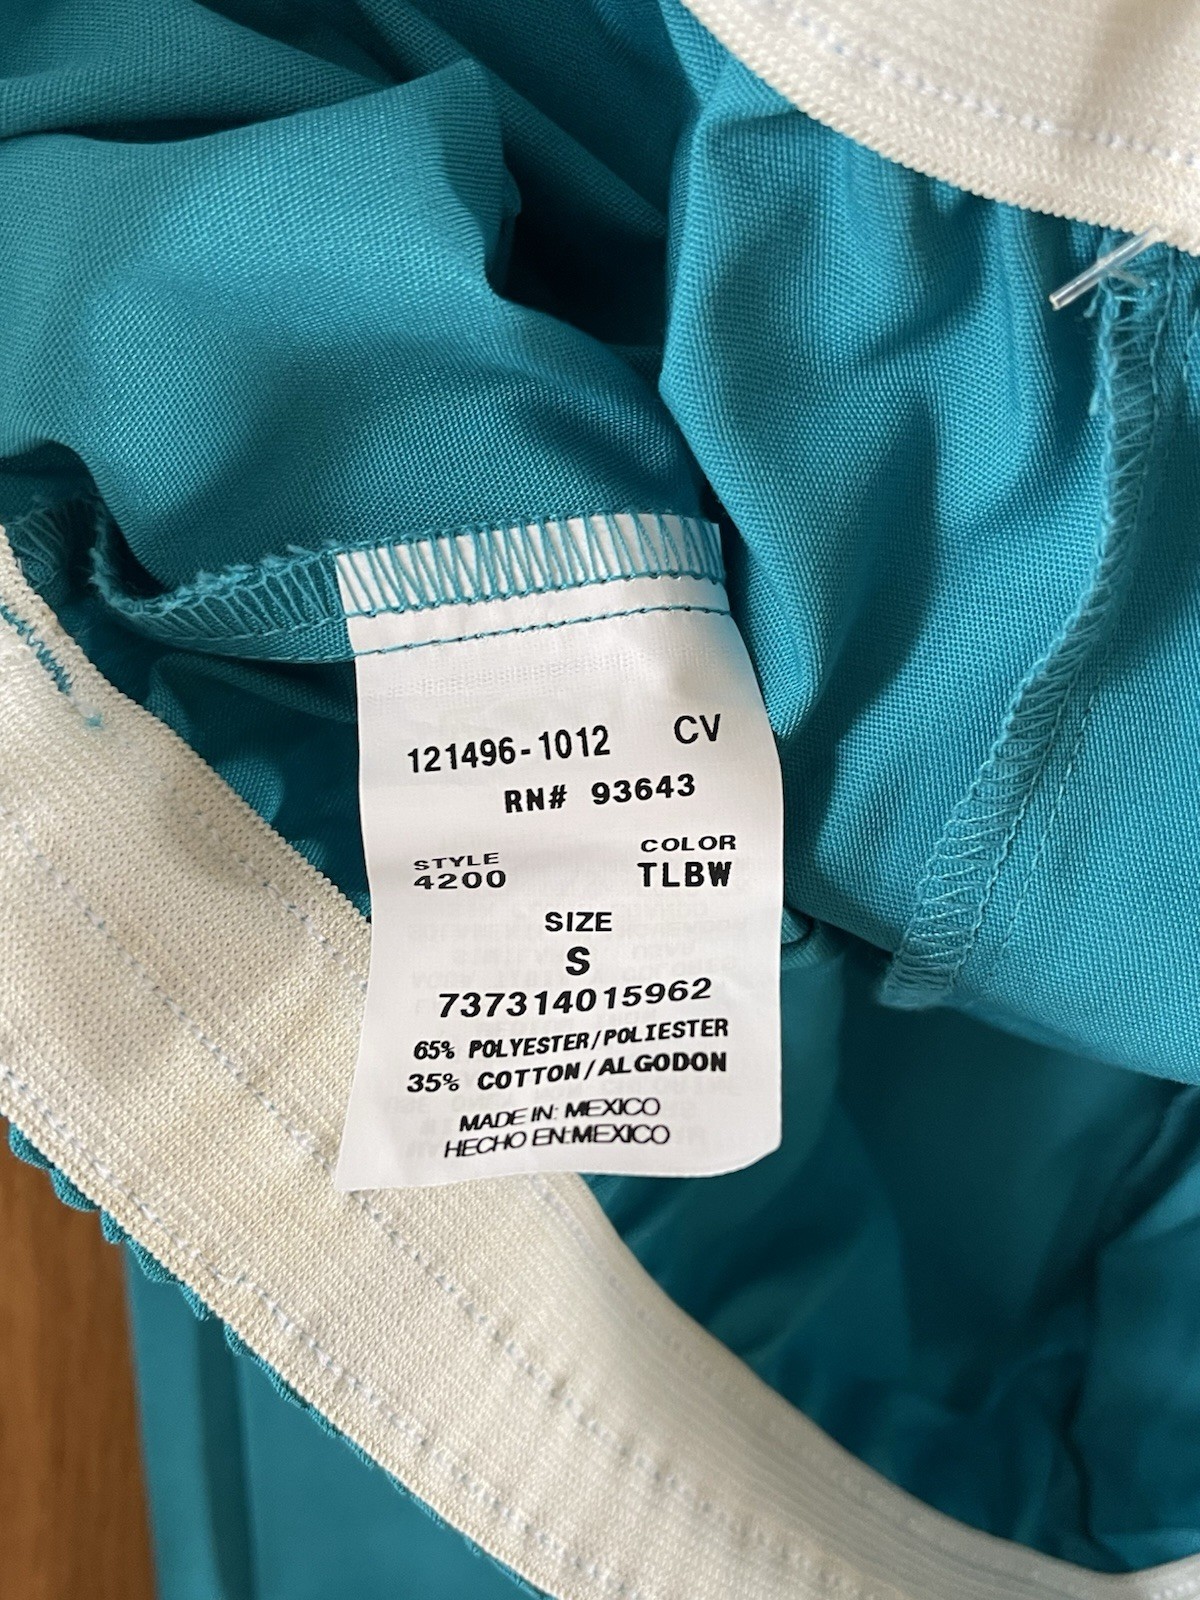 121496-1012 CV
RN# 93643
STYLE COLOR
4200 TLBW
SIZE
S
737314015962
65% POLYESTER/POLIESTER
35% COTTON/ALGODON
MADE IN: MEXICO
HECHO EN:MEXICO